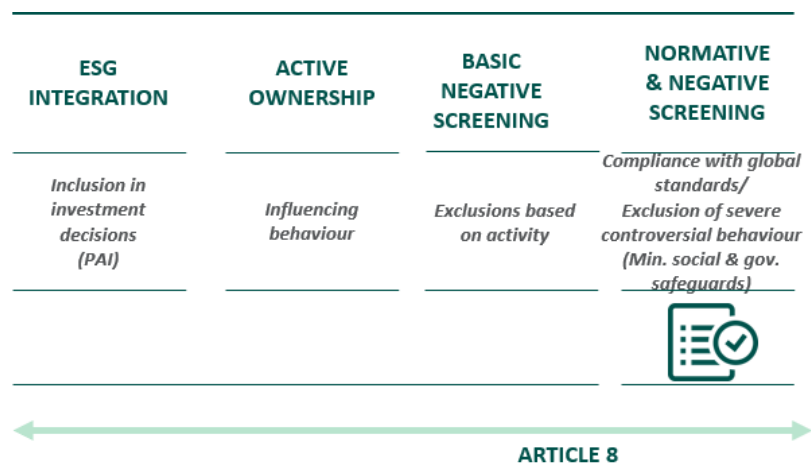 ESG
INTEGRATION
ACTIVE
OWNERSHIP
BASIC
NEGATIVE
SCREENING
NORMATIVE
& NEGATIVE
SCREENING
Inclusion in
investment
decisions
(PAI)
Influencing
behaviour
Exclusions based
on activity
Compliance with global
standards/
Exclusion of severe
controversial behaviour
(Min. social & gov.
safeguards)
ARTICLE 8